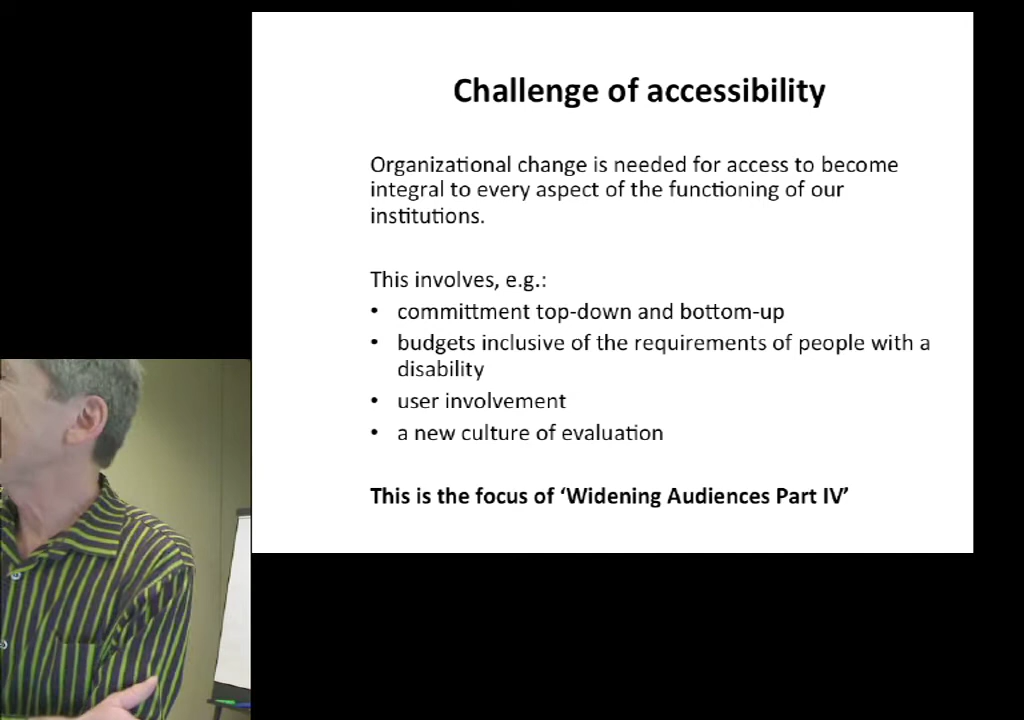 Challenge of accessibility
Organizational change is needed for access to become
integral to every aspect of the functioning of our
institutions.
This involves, e.g.:
• committment top-down and bottom-up
• budgets inclusive of the requirements of people with a
disability
• user involvement
• a new culture of evaluation
This is the focus of ‘Widening Audiences Part IV’